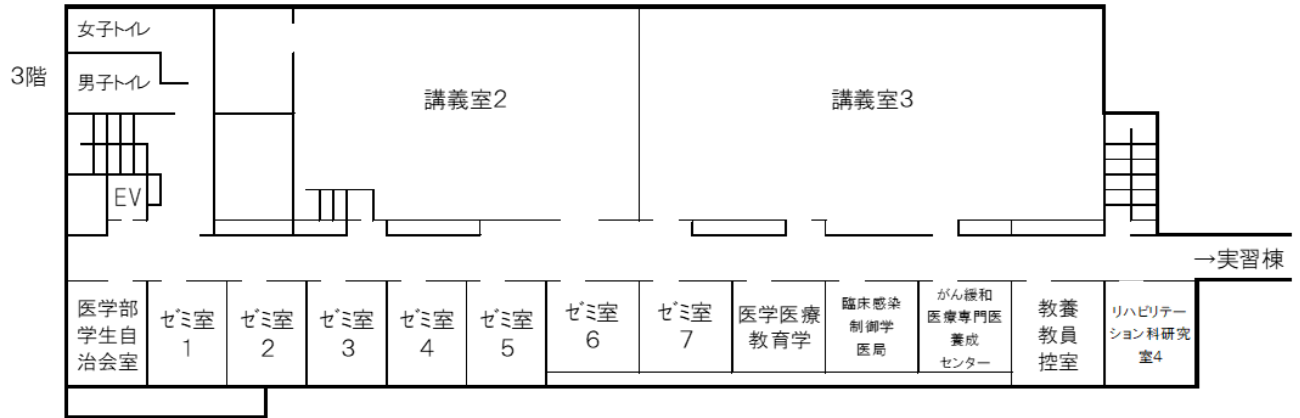 女子トイレ
3階
男子トイレ
講義室2
講義室3
EV
→実習棟
医学部
学生自
治会室
ゼミ室
1
ゼミ室
2
ゼミ室
3
ゼミ室
4
ゼミ室
5
ゼミ室
6
ゼミ室
7
医学医療
教育学
臨床感染
制御学
医局
がん緩和
医療専門医
養成
センター
教養
教員
控室
リハビリテー
ション科研究
室4